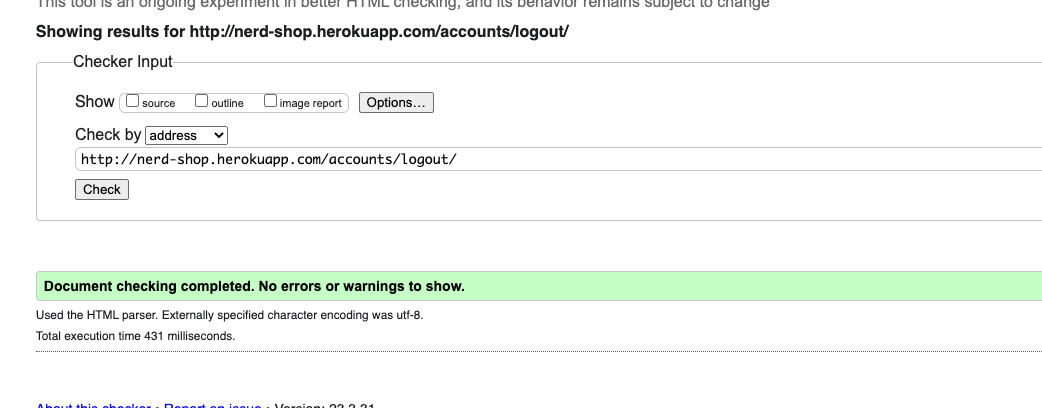 This tool is an ongoing experiment in better HTML checking, and its behavior remains subject to change
Showing results for http://nerd-shop.herokuapp.com/accounts/logout/
Checker Input
Show source outline image report Options...
Check by address
http://nerd-shop.herokuapp.com/accounts/logout/
Check
Document checking completed. No errors or warnings to show.
Used the HTML parser. Externally specified character encoding was utf-8.
Total execution time 431 milliseconds.
About this checker • Report an issue • Version: 23.3.31